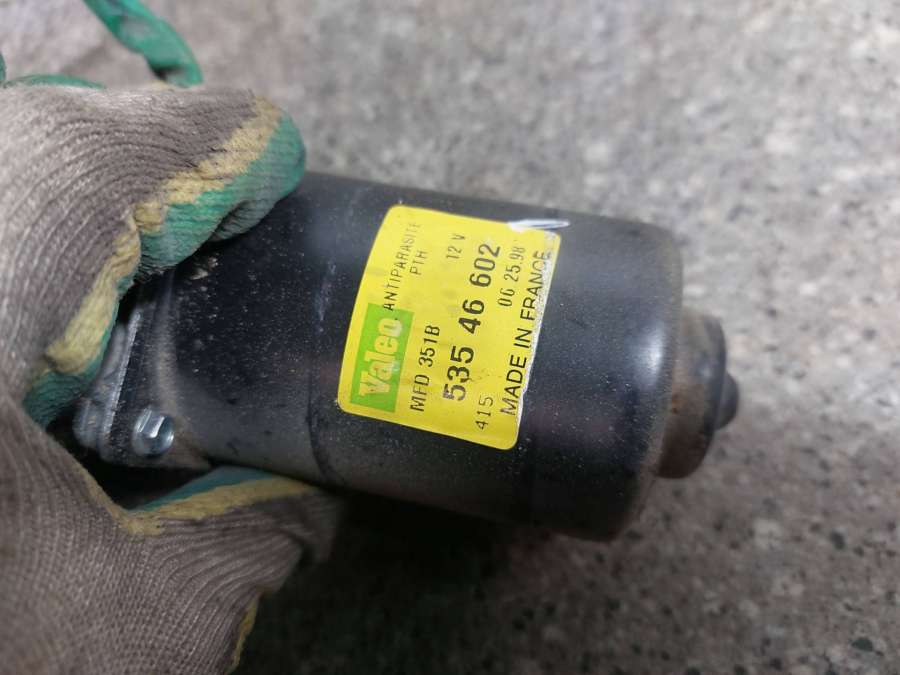 Valeo ANTIPARASITE
PTH
MFD 351B 12 V
535 46 602
415 06 25.98
MADE IN FRANCE